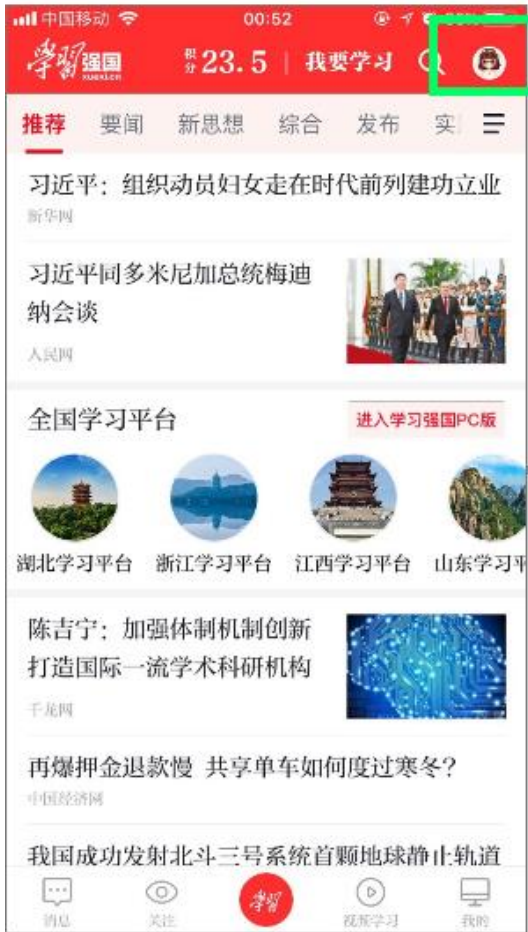 中国移动 00:52
学习强国 积分 23.5 | 我要学习
xuexi.cn
推荐 要闻 新思想 综合 发布 实
习近平：组织动员妇女走在时代前列建功立业
新华网
习近平同多米尼加总统梅迪
纳会谈
人民网
全国学习平台 进入学习强国PC版
湖北学习平台 浙江学习平台 江西学习平台 山东学习平
陈吉宁：加强体制机制创新
打造国际一流学术科研机构
千龙网
再爆押金退款慢 共享单车如何度过寒冬？
中国经济网
我国成功发射北斗三号系统首颗地球静止轨道
消息 关注 学习 视频学习 我的